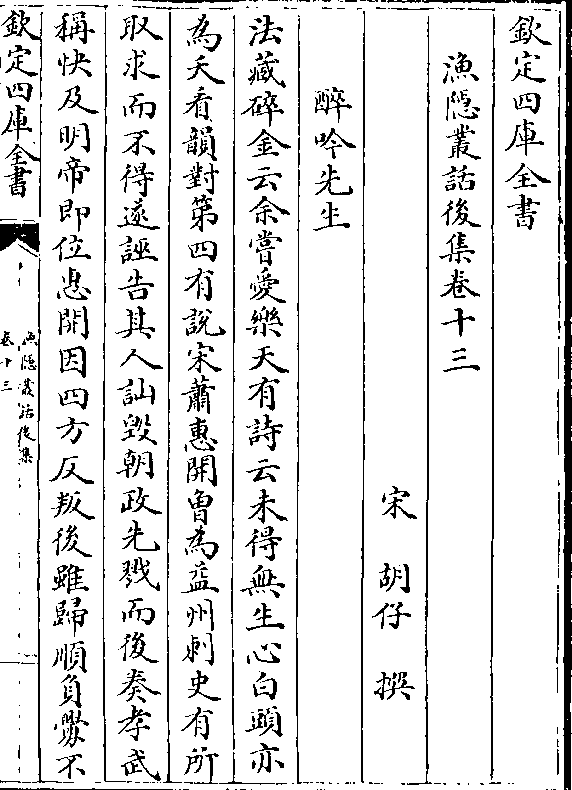 欽定四庫全書
漁隱叢話後集卷十三
宋 胡仔 撰
醉吟先生
法藏碎金云余嘗愛樂天有詩云未得無生心白頭亦
為夭看韻對第四有說宋蕭惠開曾為益州刺史有所
取求而不得遂誣告其人訕毀朝政先戮而後奏孝武
稱快及明帝即位惠開因四方反叛後雖歸順負釁不
欽定四庫全書
漁隱叢話後集
卷十三